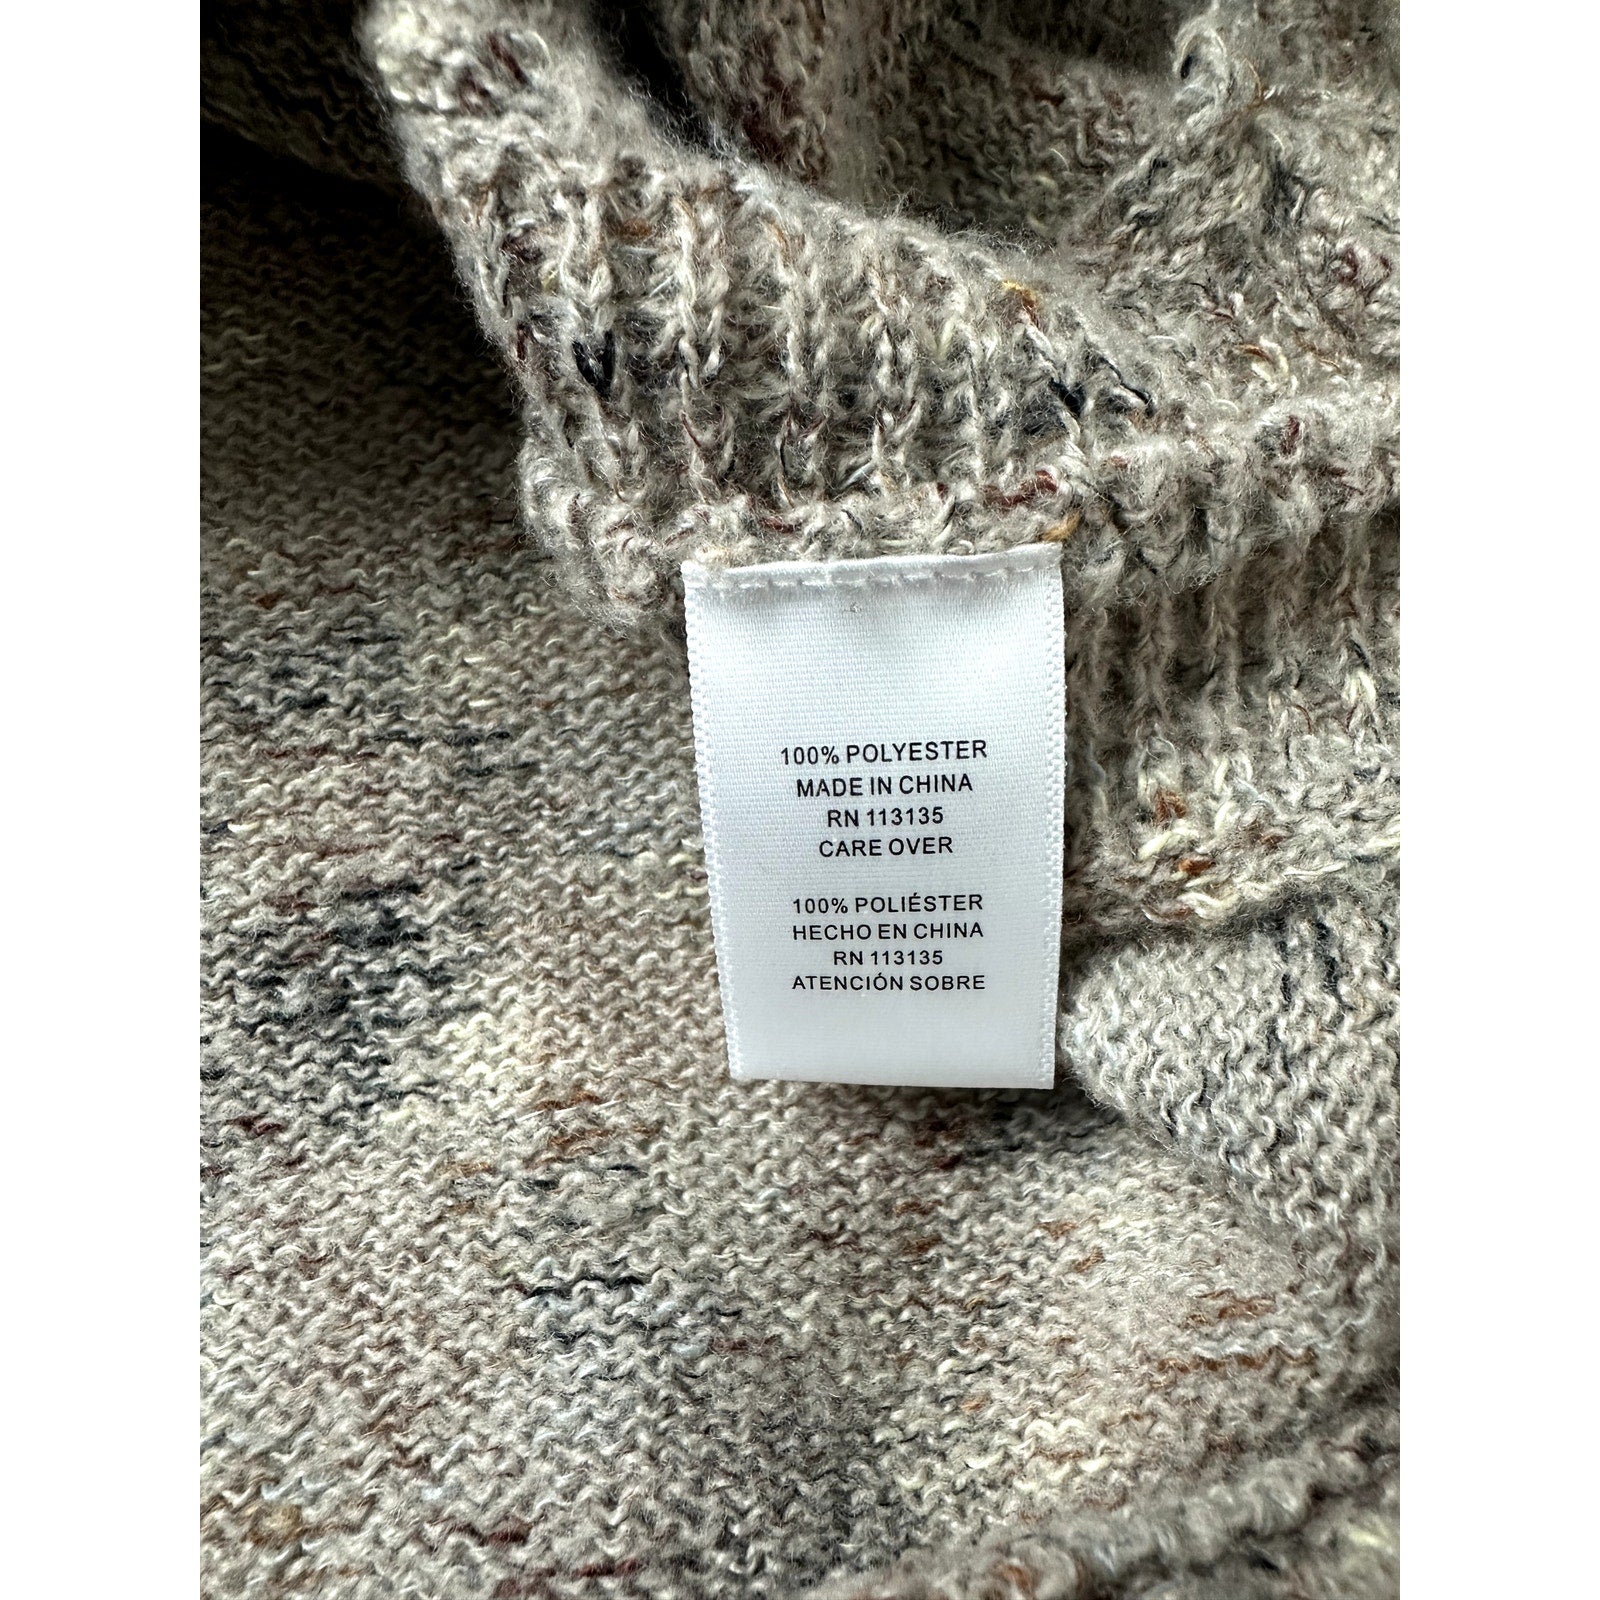 100% POLYESTER
MADE IN CHINA
RN 113135
CARE OVER
100% POLIÉSTER
HECHO EN CHINA
RN 113135
ATENCIÓN SOBRE